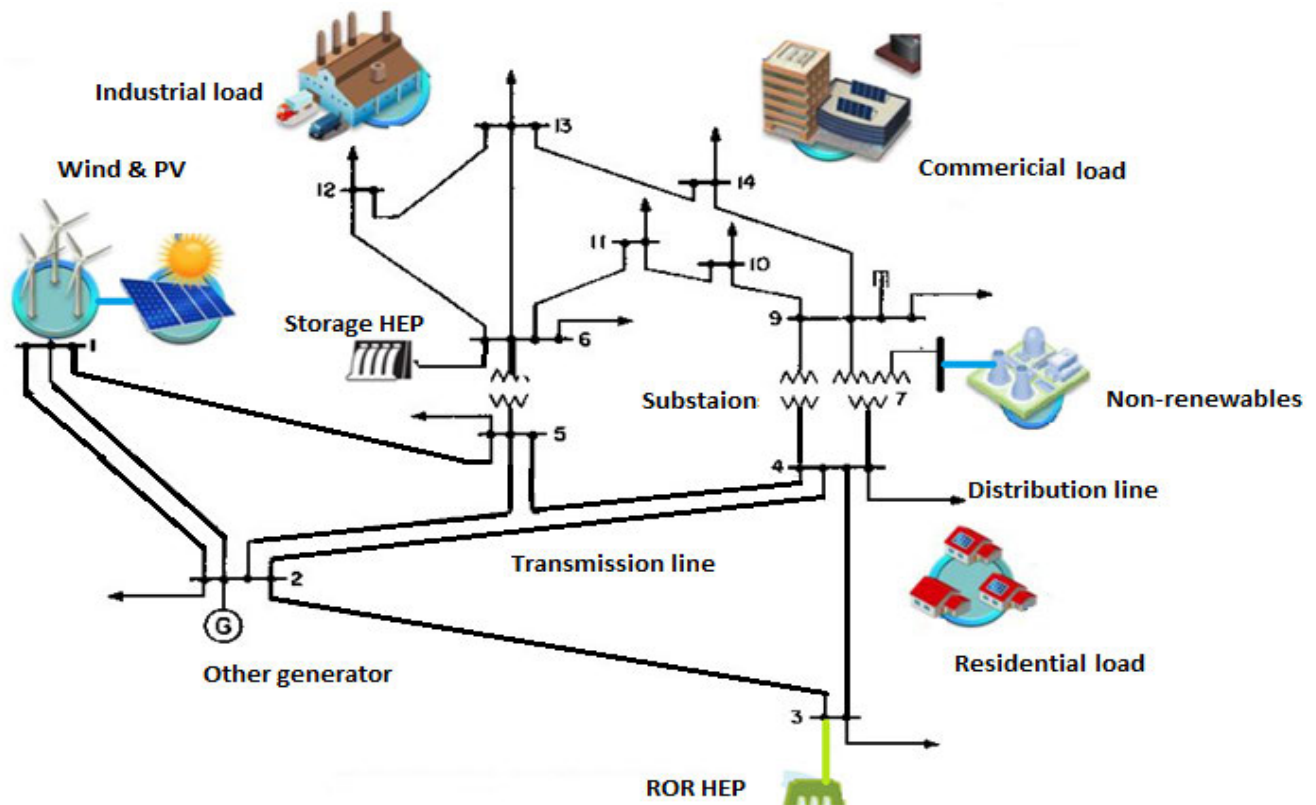 Industrial load
Commericial load
Wind & PV
13
14
12
11
10
9
Storage HEP
6
1
Substaions
7
Non-renewables
5
4
Distribution line
Transmission line
2
G
Other generator
Residential load
3
ROR HEP